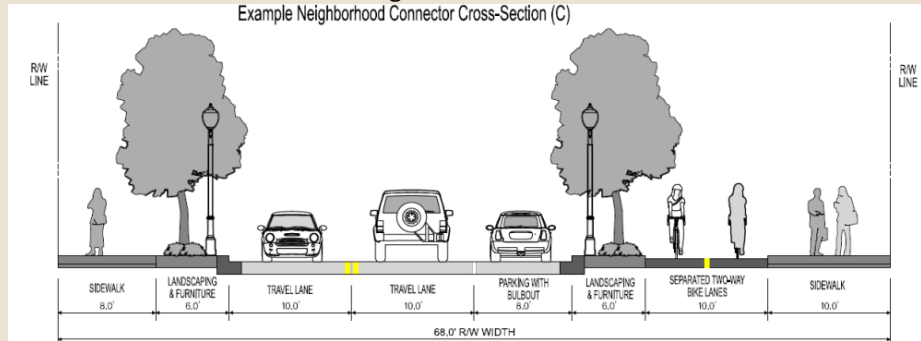 Example Neighborhood Connector Cross-Section (C)
R/W
LINE
R/W
LINE
SIDEWALK
8.0'
LANDSCAPING
& FURNITURE
6.0'
TRAVEL LANE
10.0'
TRAVEL LANE
10.0'
PARKING WITH
BULBOUT
8.0'
LANDSCAPING
& FURNITURE
6.0'
SEPARATED TWO-WAY
BIKE LANES
10.0'
SIDEWALK
10.0'
68.0' R/W WIDTH